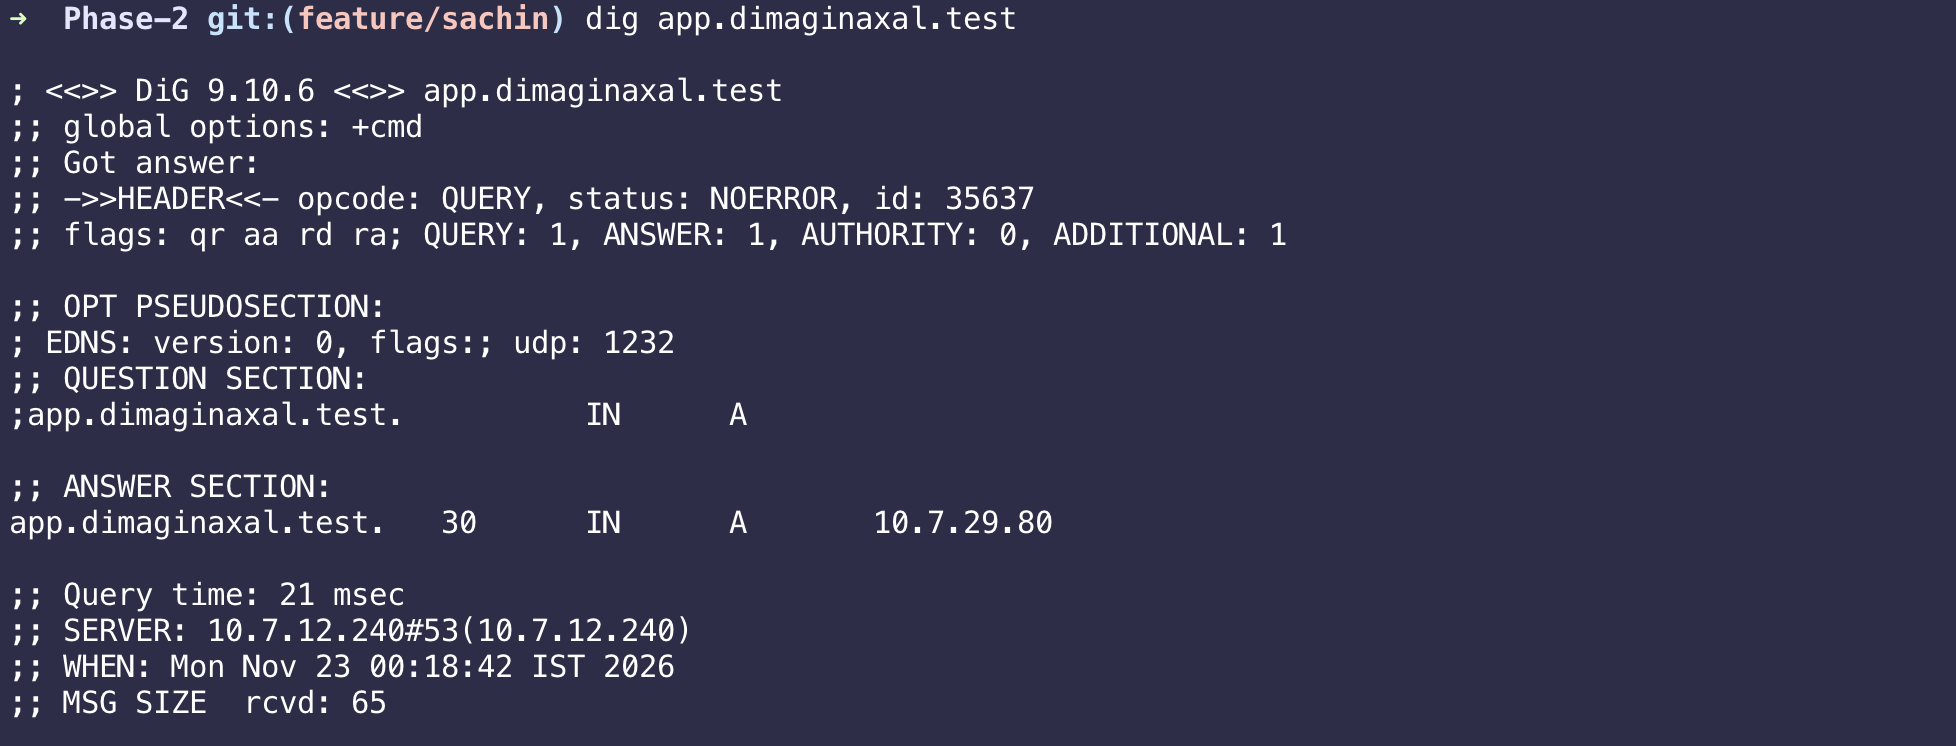 → Phase-2 git:(feature/sachin) dig app.dimaginaxal.test
; <<>> DiG 9.10.6 <<>> app.dimaginaxal.test
;; global options: +cmd
;; Got answer:
;; ->>HEADER<<- opcode: QUERY, status: NOERROR, id: 35637
;; flags: qr aa rd ra; QUERY: 1, ANSWER: 1, AUTHORITY: 0, ADDITIONAL: 1
;; OPT PSEUDOSECTION:
; EDNS: version: 0, flags:; udp: 1232
;; QUESTION SECTION:
;app.dimaginaxal.test. IN A
;; ANSWER SECTION:
app.dimaginaxal.test. 30 IN A 10.7.29.80
;; Query time: 21 msec
;; SERVER: 10.7.12.240#53(10.7.12.240)
;; WHEN: Mon Nov 23 00:18:42 IST 2026
;; MSG SIZE  rcvd: 65